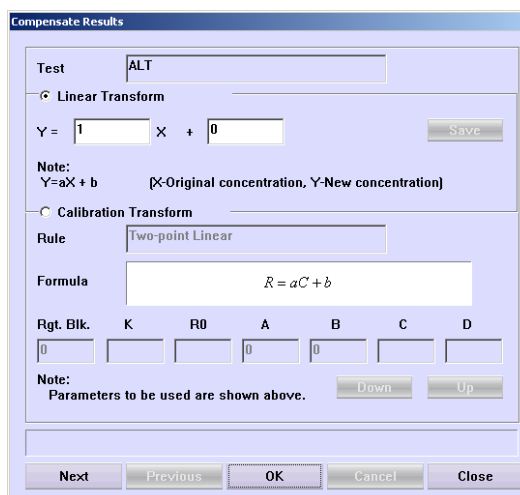 Compensate Results
Test ALT
Linear Transform
Y = 1 X + 0 Save
Note:
Y=aX + b (X-Original concentration, Y-New concentration)
Calibration Transform
Rule Two-point Linear
Formula R = aC + b
Rgt. Blk. K R0 A B C D
0 0 0
Note:
Parameters to be used are shown above. Down Up
Next Previous OK Cancel Close